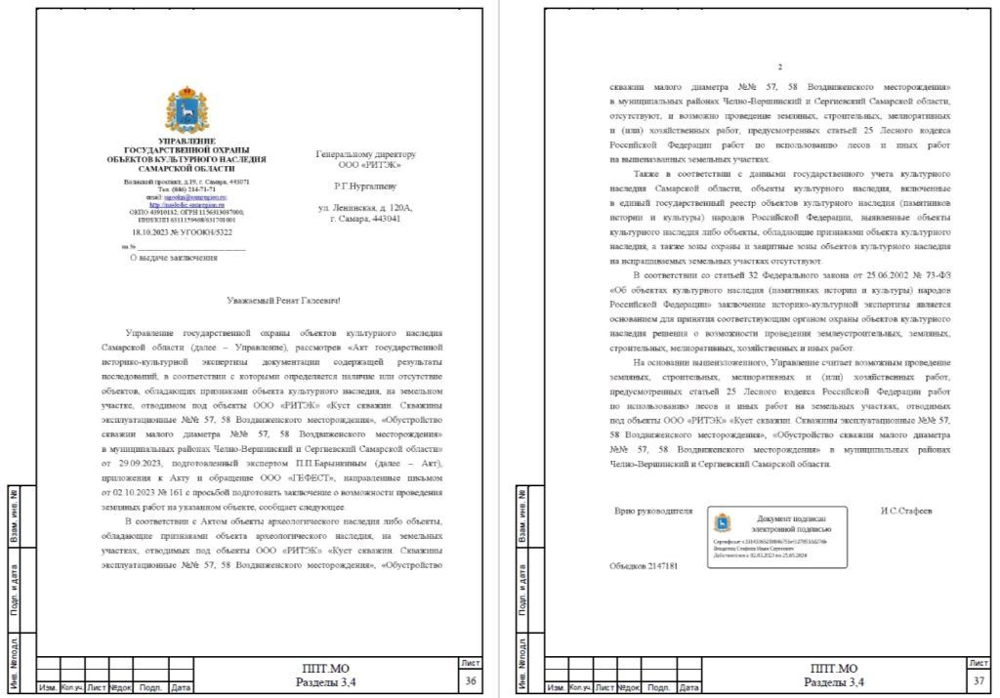 УПРАВЛЕНИЕ
ГОСУДАРСТВЕННОЙ ОХРАНЫ
ОБЪЕКТОВ КУЛЬТУРНОГО НАСЛЕДИЯ
САМАРСКОЙ ОБЛАСТИ
Волжский проспект, д.19, г. Самара, 443071
Тел. (846) 214-71-71
email: ugookn@samregion.ru;
http://nasledie.samregion.ru
ОКПО 43910132; ОГРН 1156313037000;
ИНН/КПП 6311159468/631701001
18.10.2023 № УГООКН/5322
на №
О выдаче заключения
Генеральному директору
ООО «РИТЭК»
Р.Г.Нургалиеву
ул. Ленинская, д. 120А,
г. Самара, 443041
Уважаемый Ренат Галеевич!
Управление государственной охраны объектов культурного наследия
Самарской области (далее – Управление), рассмотрев «Акт государственной
историко-культурной экспертизы документации содержащей результаты
исследований, в соответствии с которыми определяется наличие или отсутствие
объектов, обладающих признаками объекта культурного наследия, на земельном
участке, отводимом под объекты ООО «РИТЭК» «Куст скважин. Скважины
эксплуатационные №№ 57, 58 Воздвиженского месторождения», «Обустройство
скважин малого диаметра №№ 57, 58 Воздвиженского месторождения»
в муниципальных районах Челно-Вершинский и Сергиевский Самарской области»
от 29.09.2023, подготовленный экспертом П.П.Барынкиным (далее – Акт),
приложения к Акту и обращение ООО «ГЕФЕСТ», направленные письмом
от 02.10.2023 № 161 с просьбой подготовить заключение о возможности проведения
земляных работ на указанном объекте, сообщает следующее.
В соответствии с Актом объекты археологического наследия либо объекты,
обладающие признаками объекта археологического наследия, на земельных
участках, отводимых под объекты ООО «РИТЭК» «Куст скважин. Скважины
эксплуатационные №№ 57, 58 Воздвиженского месторождения», «Обустройство
Взам. инв. №
Подп. и дата
Инв. №подл.
Изм. Кол.уч. Лист №док. Подп. Дата
ППТ.МО
Разделы 3,4
Лист
36
2
скважин малого диаметра №№ 57, 58 Воздвиженского месторождения»
в муниципальных районах Челно-Вершинский и Сергиевский Самарской области,
отсутствуют, и возможно проведение земляных, строительных, мелиоративных
и (или) хозяйственных работ, предусмотренных статьей 25 Лесного кодекса
Российской Федерации работ по использованию лесов и иных работ
на вышеназванных земельных участках.
Также в соответствии с данными государственного учета культурного
наследия Самарской области, объекты культурного наследия, включенные
в единый государственный реестр объектов культурного наследия (памятников
истории и культуры) народов Российской Федерации, выявленные объекты
культурного наследия либо объекты, обладающие признаками объекта культурного
наследия, а также зоны охраны и защитные зоны объектов культурного наследия
на испрашиваемых земельных участках отсутствуют.
В соответствии со статьей 32 Федерального закона от 25.06.2002 № 73-ФЗ
«Об объектах культурного наследия (памятниках истории и культуры) народов
Российской Федерации» заключение историко-культурной экспертизы является
основанием для принятия соответствующим органом охраны объектов культурного
наследия решения о возможности проведения землеустроительных, земляных,
строительных, мелиоративных, хозяйственных и иных работ.
На основании вышеизложенного, Управление считает возможным проведение
земляных, строительных, мелиоративных и (или) хозяйственных работ,
предусмотренных статьей 25 Лесного кодекса Российской Федерации работ
по использованию лесов и иных работ на земельных участках, отводимых
под объекты ООО «РИТЭК» «Куст скважин. Скважины эксплуатационные №№ 57,
58 Воздвиженского месторождения», «Обустройство скважин малого диаметра
№№ 57, 58 Воздвиженского месторождения» в муниципальных районах
Челно-Вершинский и Сергиевский Самарской области.
Врио руководителя
Документ подписан
электронной подписью
Сертификат
Владелец Стафеев Иван Сергеевич
Действителен с 02.03.2023 по 25.05.2024
И.С.Стафеев
Объедков 2147181
Взам. инв. №
Подп. и дата
Инв. №подл.
Изм. Кол.уч. Лист №док. Подп. Дата
ППТ.МО
Разделы 3,4
Лист
37